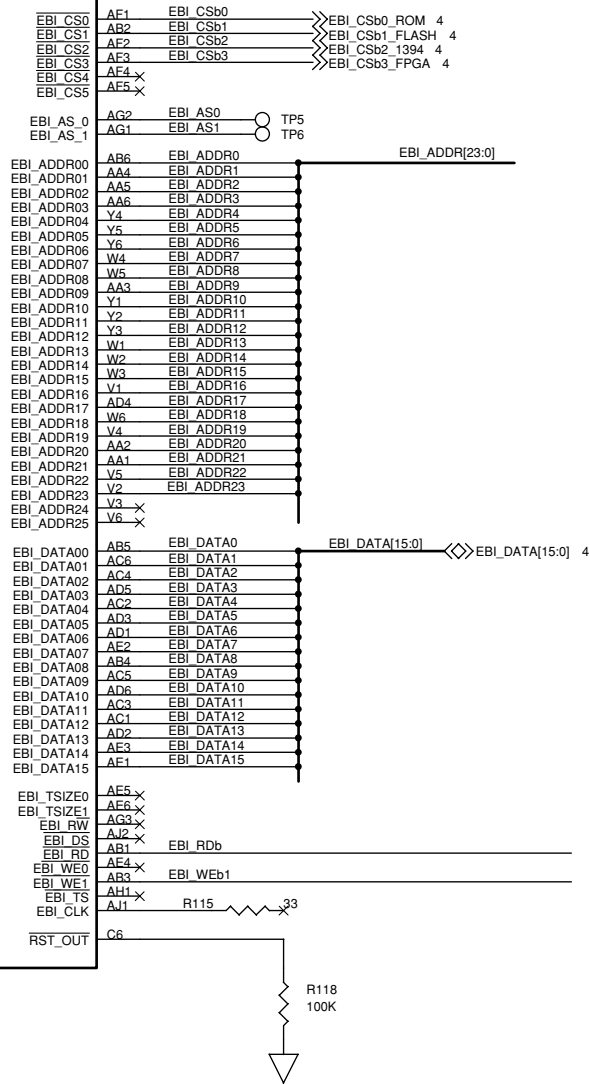 EBI_CS0 AF1 EBI_CSb0 EBI_CSb0_ROM 4
EBI_CS1 AB2 EBI_CSb1 EBI_CSb1_FLASH 4
EBI_CS2 AF2 EBI_CSb2 EBI_CSb2_1394 4
EBI_CS3 AF3 EBI_CSb3 EBI_CSb3_FPGA 4
EBI_CS4 AF4
EBI_CS5 AF5
EBI_AS_0 AG2 EBI_AS0 TP5
EBI_AS_1 AG1 EBI_AS1 TP6
EBI_ADDR[23:0]
EBI_ADDR00 AB6 EBI_ADDR0
EBI_ADDR01 AA4 EBI_ADDR1
EBI_ADDR02 AA5 EBI_ADDR2
EBI_ADDR03 AA6 EBI_ADDR3
EBI_ADDR04 Y4 EBI_ADDR4
EBI_ADDR05 Y5 EBI_ADDR5
EBI_ADDR06 Y6 EBI_ADDR6
EBI_ADDR07 W4 EBI_ADDR7
EBI_ADDR08 W5 EBI_ADDR8
EBI_ADDR09 AA3 EBI_ADDR9
EBI_ADDR10 Y1 EBI_ADDR10
EBI_ADDR11 Y2 EBI_ADDR11
EBI_ADDR12 Y3 EBI_ADDR12
EBI_ADDR13 W1 EBI_ADDR13
EBI_ADDR14 W2 EBI_ADDR14
EBI_ADDR15 W3 EBI_ADDR15
EBI_ADDR16 V1 EBI_ADDR16
EBI_ADDR17 AD4 EBI_ADDR17
EBI_ADDR18 W6 EBI_ADDR18
EBI_ADDR19 V4 EBI_ADDR19
EBI_ADDR20 AA2 EBI_ADDR20
EBI_ADDR21 AA1 EBI_ADDR21
EBI_ADDR22 V5 EBI_ADDR22
EBI_ADDR23 V2 EBI_ADDR23
EBI_ADDR24 V3
EBI_ADDR25 V6
EBI_DATA00 AB5 EBI_DATA0 EBI_DATA[15:0] EBI_DATA[15:0] 4
EBI_DATA01 AC6 EBI_DATA1
EBI_DATA02 AC4 EBI_DATA2
EBI_DATA03 AD5 EBI_DATA3
EBI_DATA04 AC2 EBI_DATA4
EBI_DATA05 AD3 EBI_DATA5
EBI_DATA06 AD1 EBI_DATA6
EBI_DATA07 AE2 EBI_DATA7
EBI_DATA08 AB4 EBI_DATA8
EBI_DATA09 AC5 EBI_DATA9
EBI_DATA10 AD6 EBI_DATA10
EBI_DATA11 AC3 EBI_DATA11
EBI_DATA12 AC1 EBI_DATA12
EBI_DATA13 AD2 EBI_DATA13
EBI_DATA14 AE3 EBI_DATA14
EBI_DATA15 AE1 EBI_DATA15
EBI_TSIZE0 AE5
EBI_TSIZE1 AE6
EBI_RW AG3
EBI_DS AJ2
EBI_RD AB1 EBI_RDb
EBI_WE0 AE4
EBI_WE1 AB3 EBI_WEb1
EBI_TS AH1
EBI_CLK AJ1 R115 33
RST_OUT C6
R118
100K